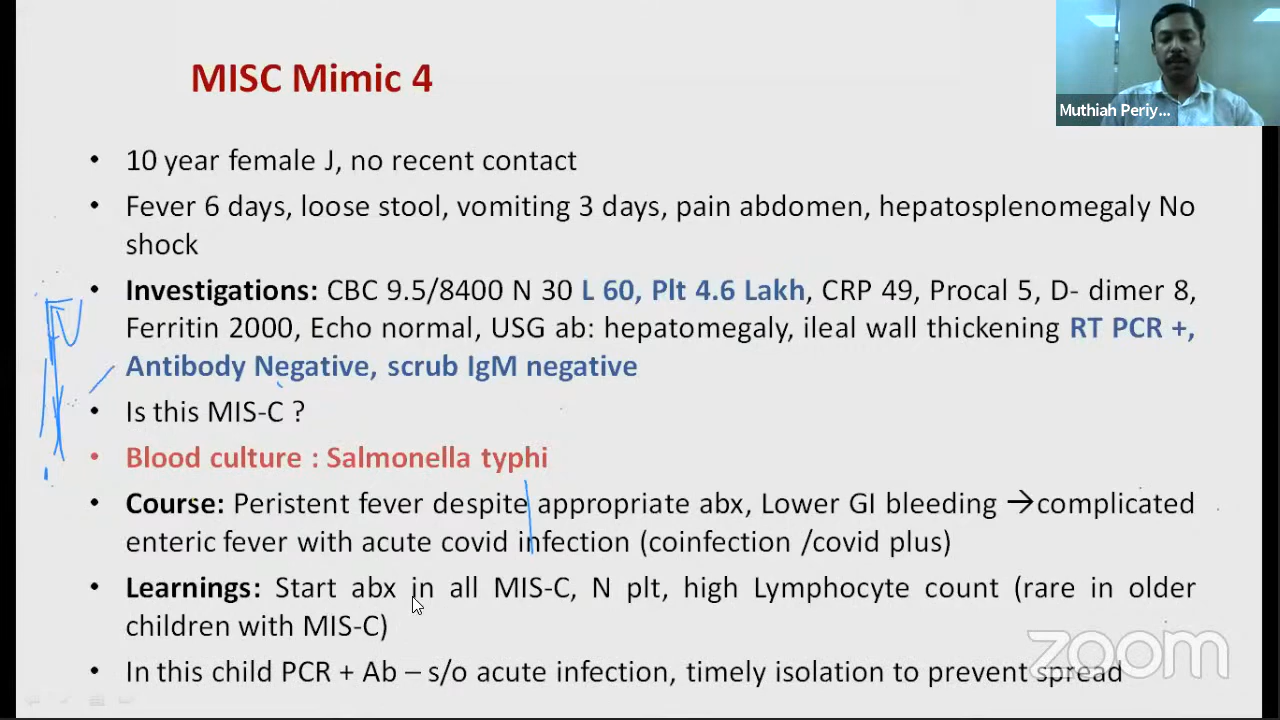 MISC Mimic 4
Muthiah Periy...
• 10 year female J, no recent contact
• Fever 6 days, loose stool, vomiting 3 days, pain abdomen, hepatosplenomegaly No
shock
• Investigations: CBC 9.5/8400 N 30 L 60, Plt 4.6 Lakh, CRP 49, Procal 5, D- dimer 8,
Ferritin 2000, Echo normal, USG ab: hepatomegaly, ileal wall thickening RT PCR +,
Antibody Negative, scrub IgM negative
• Is this MIS-C ?
• Blood culture : Salmonella typhi
• Course: Peristent fever despite appropriate abx, Lower GI bleeding →complicated
enteric fever with acute covid infection (coinfection /covid plus)
• Learnings: Start abx in all MIS-C, N plt, high Lymphocyte count (rare in older
children with MIS-C)
• In this child PCR + Ab – s/o acute infection, timely isolation to prevent spread
zoom